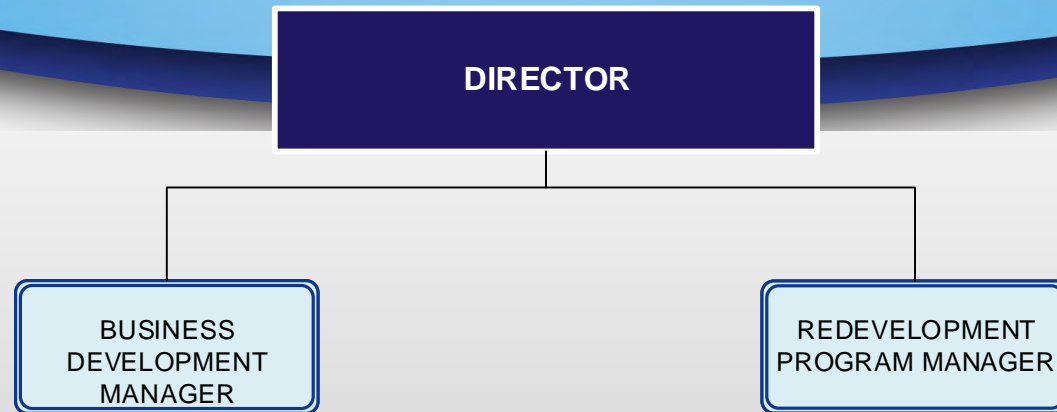 DIRECTOR
BUSINESS
DEVELOPMENT
MANAGER
REDEVELOPMENT
PROGRAM MANAGER